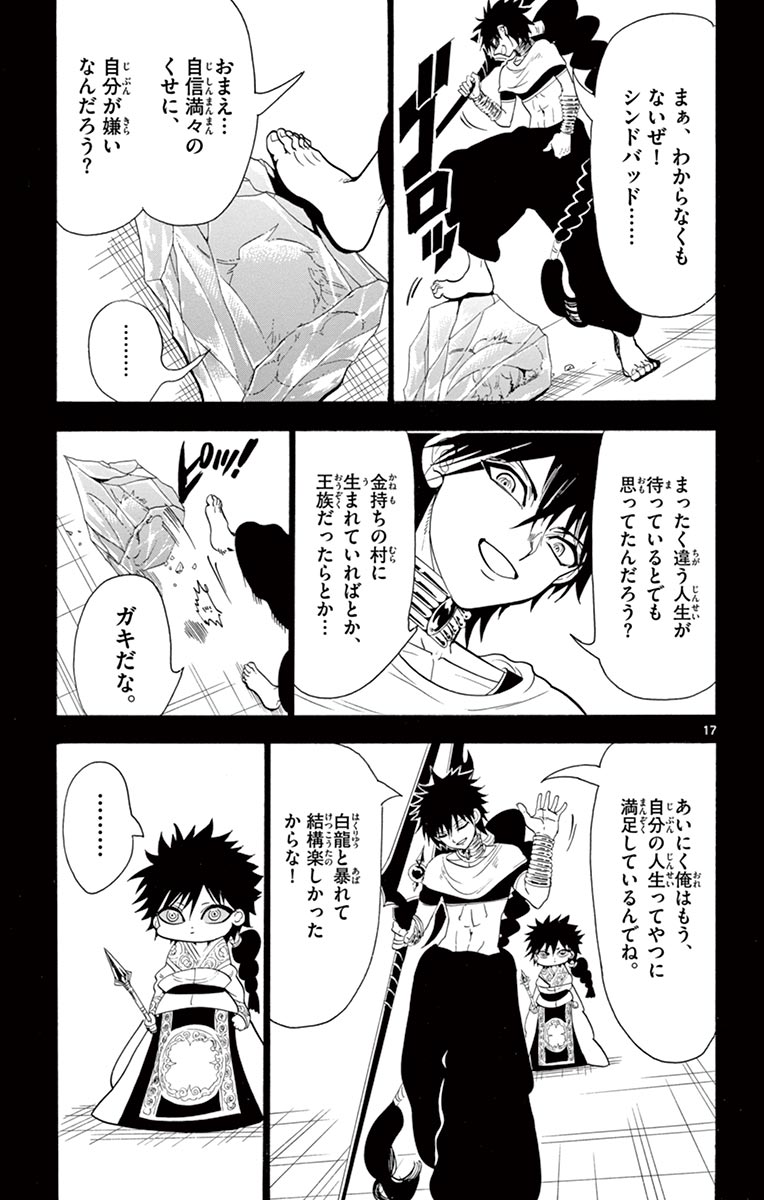 まぁ、わからなくも
ないぜ！
シンドバッド……
ゴロッ
おまえ…
自信満々の
くせに、
自分が嫌い
なんだろう？
………
まったく違う人生が
待っているとでも
思ってたんだろう？
金持ちの村に
生まれていればとか、
王族だったらとか…
ガキだな。
17
あいにく俺はもう、
自分の人生ってやつに
満足しているんでね。
白龍と暴れて
結構楽しかった
からな！
………